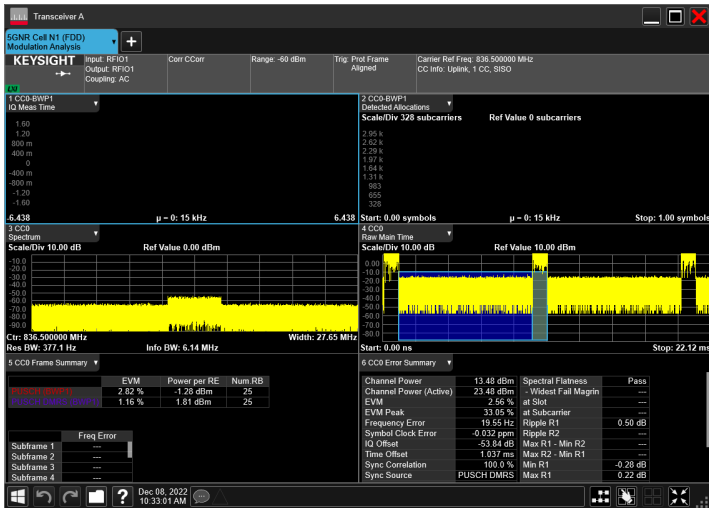 Transceiver A
5GNR Cell N1 (FDD)
Modulation Analysis
KEYSIGHT
LXI
Input: RFIO1
Output: RFIO1
Coupling: AC
Corr CCorr
Range: -60 dBm
Trig: Prot Frame
Aligned
Carrier Ref Freq: 836.500000 MHz
CC Info: Uplink, 1 CC, SISO
1 CC0-BWP1
IQ Meas Time
1.60
1.20
800 m
400 m
0
-400 m
-800 m
-1.20
-1.60
-6.438 μ = 0: 15 kHz 6.438
2 CC0-BWP1
Detected Allocations
Scale/Div 328 subcarriers Ref Value 0 subcarriers
2.95 k
2.62 k
2.29 k
1.97 k
1.64 k
1.31 k
983
655
328
Start: 0.00 symbols μ = 0: 15 kHz Stop: 1.00 symbols
3 CC0
Spectrum
Scale/Div 10.00 dB Ref Value 0.00 dBm
-10.0
-20.0
-30.0
-40.0
-50.0
-60.0
-70.0
-80.0
-90.0
Ctr: 836.500000 MHz Width: 27.65 MHz
Res BW: 377.1 Hz Info BW: 6.14 MHz
4 CC0
Raw Main Time
Scale/Div 10.00 dB Ref Value 10.00 dBm
0.00
-10.0
-20.0
-30.0
-40.0
-50.0
-60.0
-70.0
-80.0
Start: 0.00 ns Stop: 22.12 ms
5 CC0 Frame Summary
EVM Power per RE Num.RB
2.82 % -1.28 dBm 25
1.16 % 1.81 dBm 25
Freq Error
Subframe 1 ---
Subframe 2 ---
Subframe 3 ---
Subframe 4 ---
6 CC0 Error Summary
Channel Power 13.48 dBm Spectral Flatness Pass
Channel Power (Active) 23.48 dBm - Widest Fail Magrin ---
EVM 2.56 % at Slot ---
EVM Peak 33.05 % at Subcarrier ---
Frequency Error 19.55 Hz Ripple R1 0.50 dB
Symbol Clock Error -0.032 ppm Ripple R2 ---
IQ Offset -53.84 dB Max R1 - Min R2 ---
Time Offset 1.037 ms Max R2 - Min R1 ---
Sync Correlation 100.0 % Min R1 -0.28 dB
Sync Source PUSCH DMRS Max R1 0.22 dB
?
Dec 08, 2022
10:33:01 AM